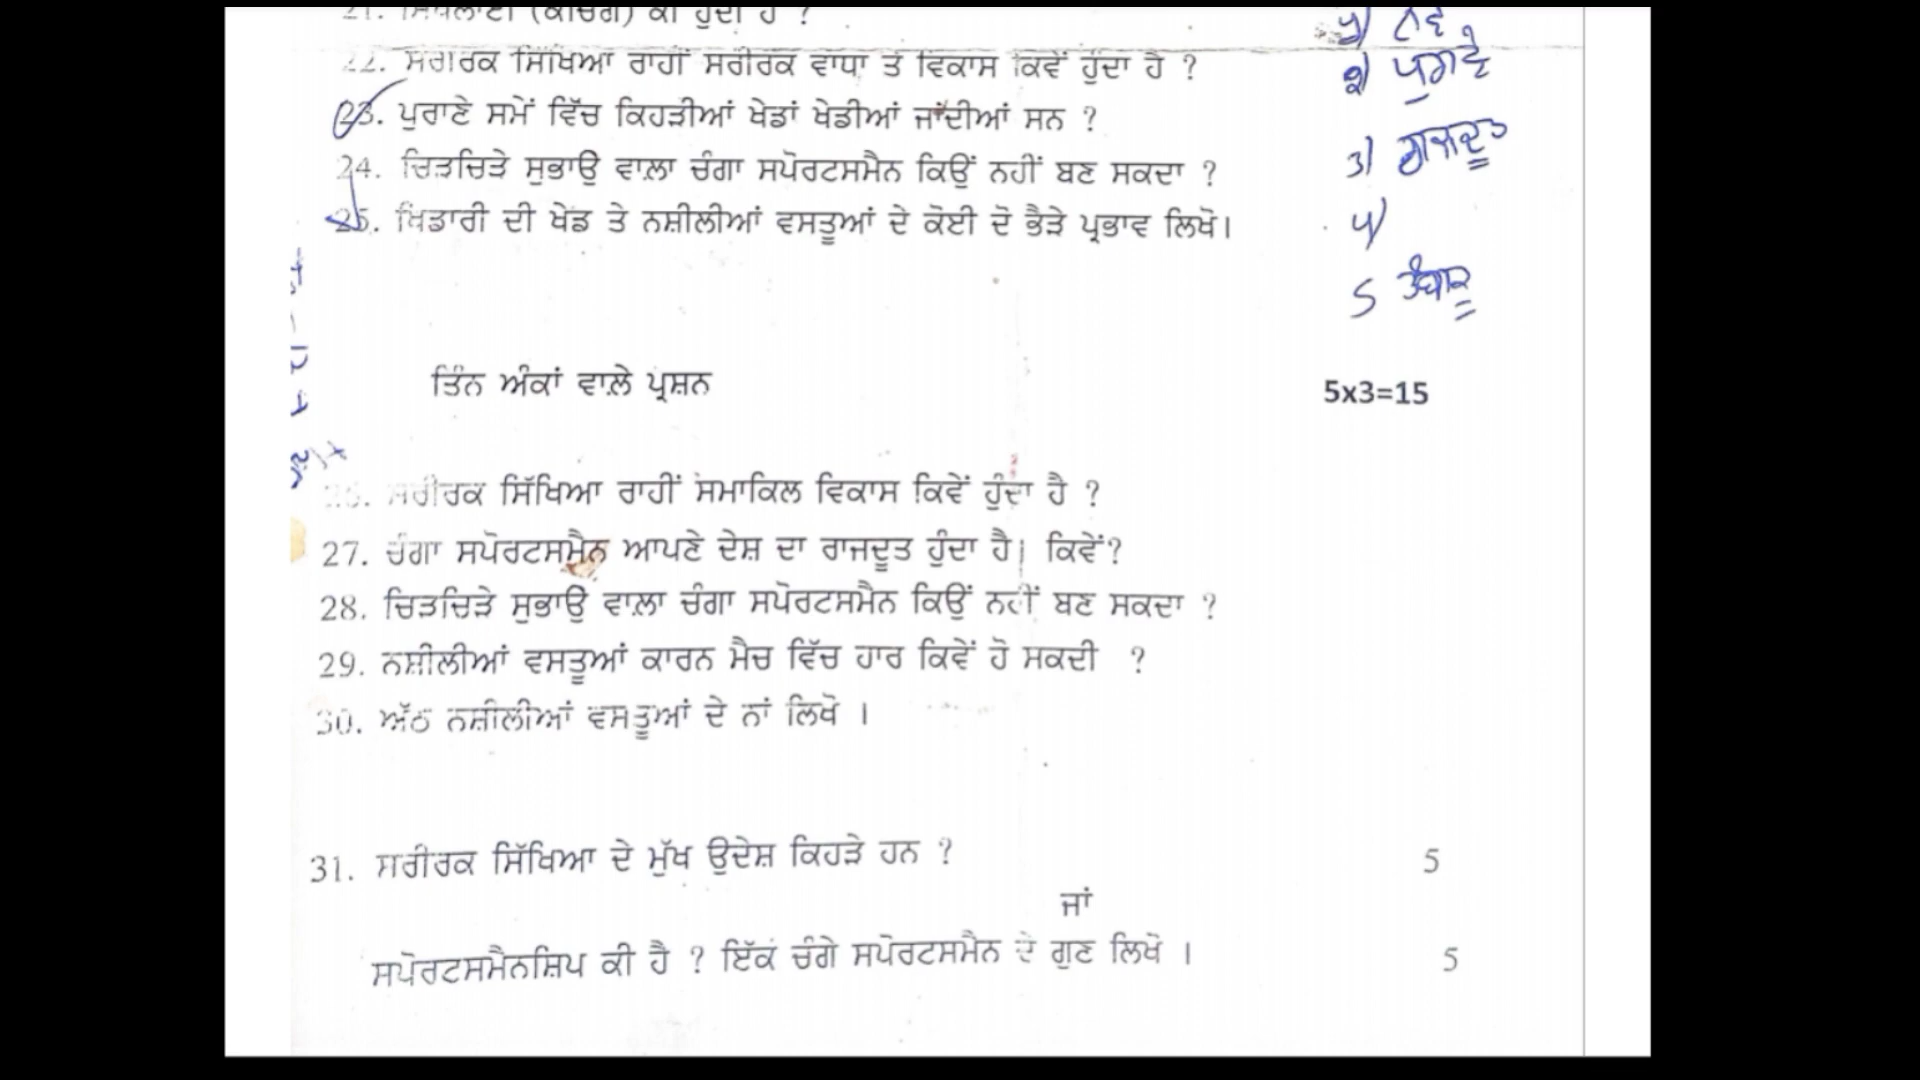 21. ਸਿਖਲਾਈ (ਕੋਚਿੰਗ) ਕੀ ਹੁੰਦੀ ਹੈ ?
22. ਸਰੀਰਕ ਸਿੱਖਿਆ ਰਾਹੀਂ ਸਰੀਰਕ ਵਾਧਾ ਤੇ ਵਿਕਾਸ ਕਿਵੇਂ ਹੁੰਦਾ ਹੈ ?
23. ਪੁਰਾਣੇ ਸਮੇਂ ਵਿੱਚ ਕਿਹੜੀਆਂ ਖੇਡਾਂ ਖੇਡੀਆਂ ਜਾਂਦੀਆਂ ਸਨ ?
24. ਚਿੜਚਿੜੇ ਸੁਭਾਉ ਵਾਲਾ ਚੰਗਾ ਸਪੋਰਟਸਮੈਨ ਕਿਉਂ ਨਹੀਂ ਬਣ ਸਕਦਾ ?
25. ਖਿਡਾਰੀ ਦੀ ਖੇਡ ਤੇ ਨਸ਼ੀਲੀਆਂ ਵਸਤੂਆਂ ਦੇ ਕੋਈ ਦੋ ਭੈੜੇ ਪ੍ਰਭਾਵ ਲਿਖੋ।
2)
3) ਰਾਜਦੂਤ
4)
5 ਤੰਬਾਕੂ
ਤਿੰਨ ਅੰਕਾਂ ਵਾਲੇ ਪ੍ਰਸ਼ਨ 5x3=15
26. ਸਰੀਰਕ ਸਿੱਖਿਆ ਰਾਹੀਂ ਸਮਾਕਿਲ ਵਿਕਾਸ ਕਿਵੇਂ ਹੁੰਦਾ ਹੈ ?
27. ਚੰਗਾ ਸਪੋਰਟਸਮੈਨ ਆਪਣੇ ਦੇਸ਼ ਦਾ ਰਾਜਦੂਤ ਹੁੰਦਾ ਹੈ। ਕਿਵੇਂ?
28. ਚਿੜਚਿੜੇ ਸੁਭਾਉ ਵਾਲਾ ਚੰਗਾ ਸਪੋਰਟਸਮੈਨ ਕਿਉਂ ਨਹੀਂ ਬਣ ਸਕਦਾ ?
29. ਨਸ਼ੀਲੀਆਂ ਵਸਤੂਆਂ ਕਾਰਨ ਮੈਚ ਵਿੱਚ ਹਾਰ ਕਿਵੇਂ ਹੋ ਸਕਦੀ ?
30. ਅੱਠ ਨਸ਼ੀਲੀਆਂ ਵਸਤੂਆਂ ਦੇ ਨਾਂ ਲਿਖੋ ।
31. ਸਰੀਰਕ ਸਿੱਖਿਆ ਦੇ ਮੁੱਖ ਉਦੇਸ਼ ਕਿਹੜੇ ਹਨ ? 5
ਜਾਂ
ਸਪੋਰਟਸਮੈਨਸ਼ਿਪ ਕੀ ਹੈ ? ਇੱਕ ਚੰਗੇ ਸਪੋਰਟਸਮੈਨ ਦੇ ਗੁਣ ਲਿਖੋ । 5